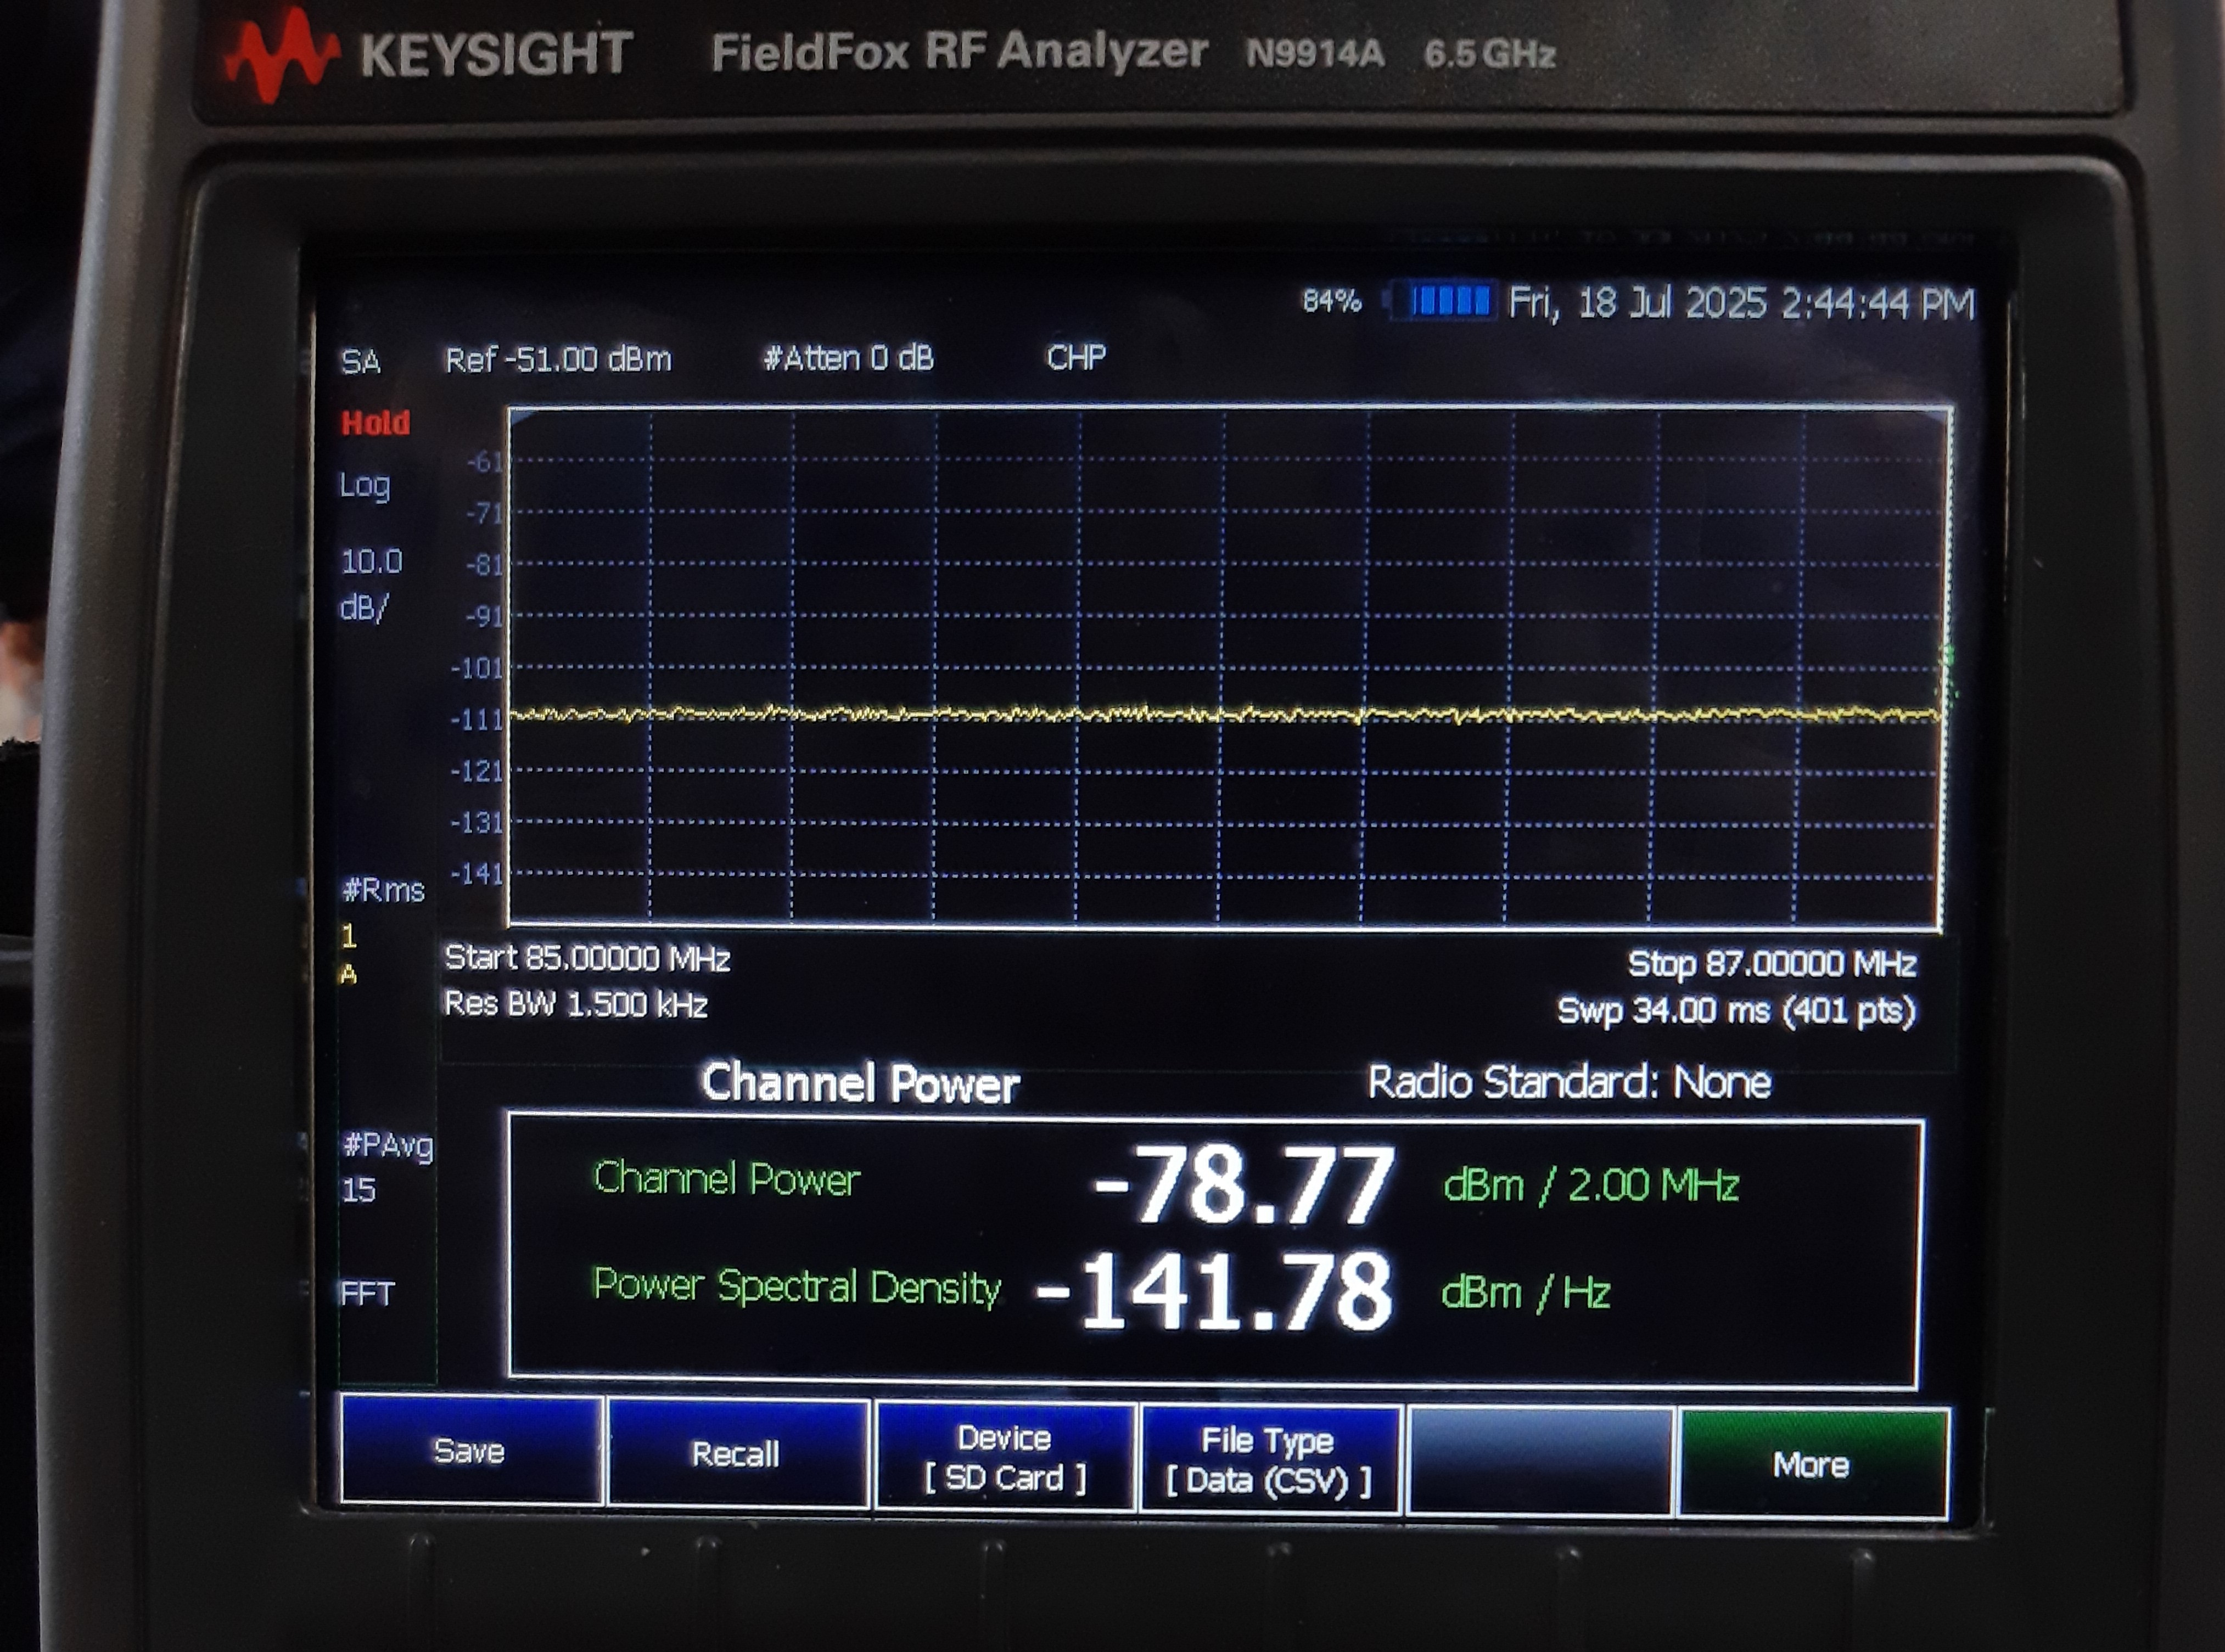 KEYSIGHT FieldFox RF Analyzer N9914A 6.5 GHz
84% Fri, 18 Jul 2025 2:44:44 PM
SA Ref -51.00 dBm #Atten 0 dB CHP
Hold
Log
10.0
dB/
-61
-71
-81
-91
-101
-111
-121
-131
-141
#Rms
1
A
Start 85.00000 MHz Stop 87.00000 MHz
Res BW 1.500 kHz Swp 34.00 ms (401 pts)
Channel Power Radio Standard: None
#PAvg
15
FFT
Channel Power -78.77 dBm / 2.00 MHz
Power Spectral Density -141.78 dBm / Hz
Save
Recall
Device
[ SD Card ]
File Type
[ Data (CSV) ]
More